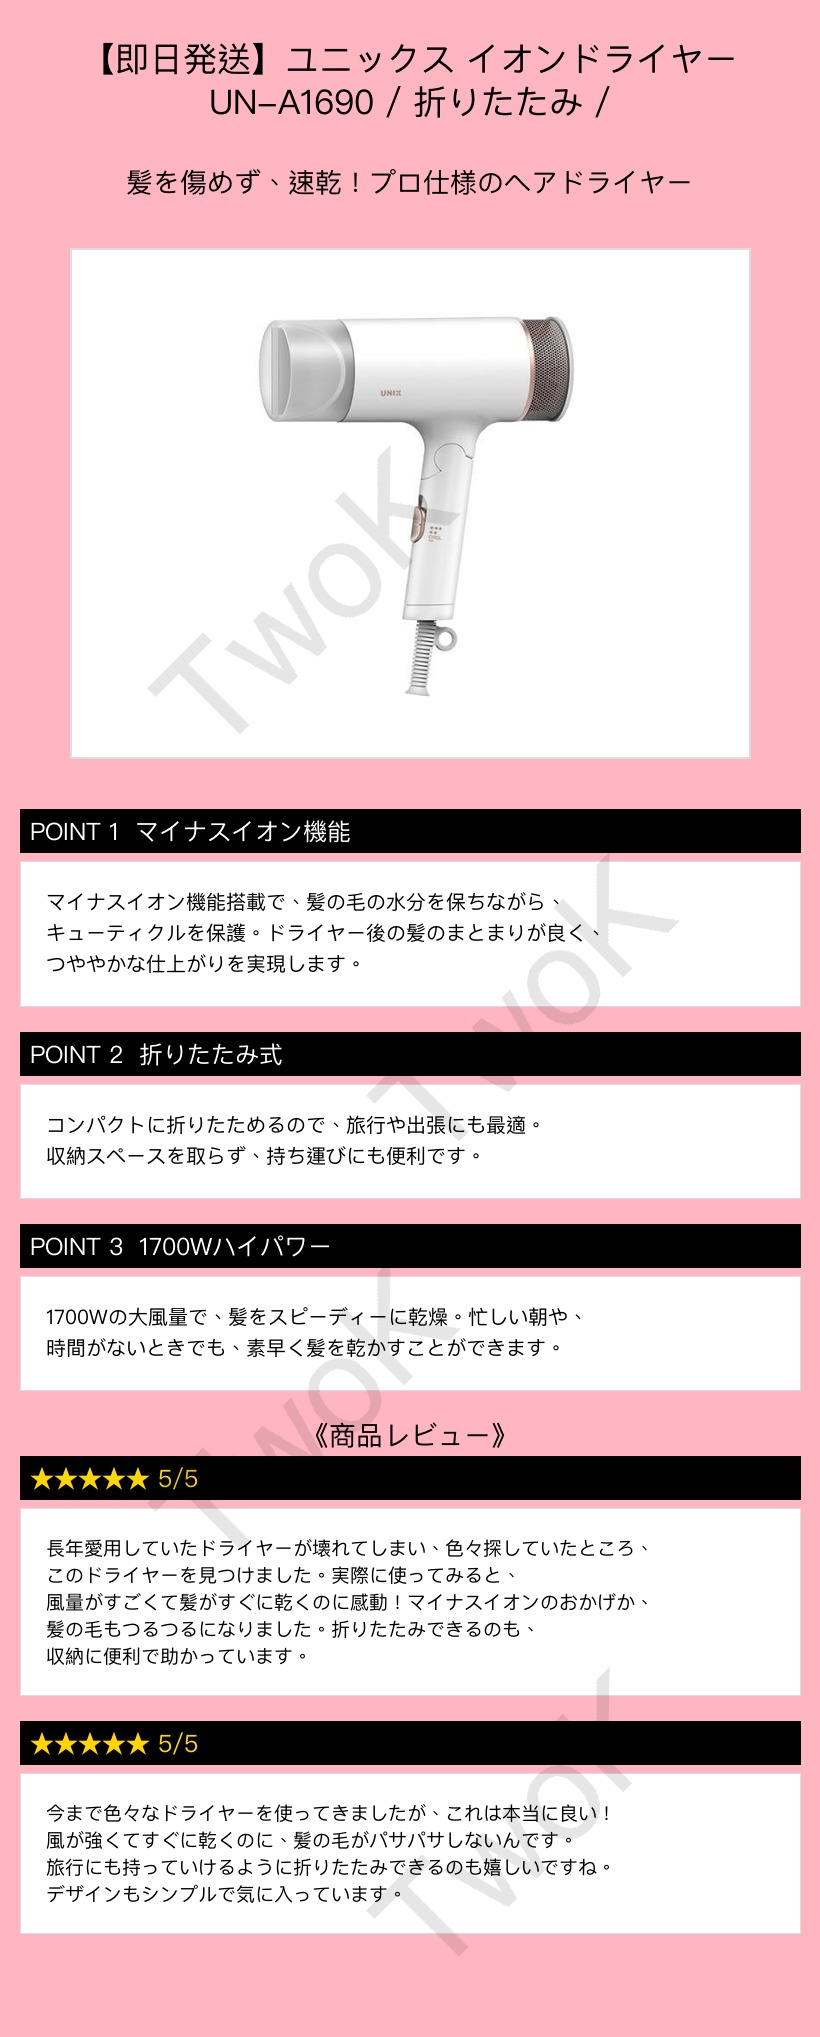 【即日発送】ユニックス イオンドライヤー
UN-A1690 / 折りたたみ /
髪を傷めず、速乾！プロ仕様のヘアドライヤー
UNIX
TwoK
POINT 1 マイナスイオン機能
マイナスイオン機能搭載で、髪の毛の水分を保ちながら、
キューティクルを保護。ドライヤー後の髪のまとまりが良く、
つややかな仕上がりを実現します。
TwoK
POINT 2 折りたたみ式
コンパクトに折りたためるので、旅行や出張にも最適。
収納スペースを取らず、持ち運びにも便利です。
POINT 3 1700Wハイパワー
1700Wの大風量で、髪をスピーディーに乾燥。忙しい朝や、
時間がないときでも、素早く髪を乾かすことができます。
TwoK
《商品レビュー》
★★★★★ 5/5
長年愛用していたドライヤーが壊れてしまい、色々探していたところ、
このドライヤーを見つけました。実際に使ってみると、
風量がすごくて髪がすぐに乾くのに感動！マイナスイオンのおかげか、
髪の毛もつるつるになりました。折りたたみできるのも、
収納に便利で助かっています。
★★★★★ 5/5
今まで色々なドライヤーを使ってきましたが、これは本当に良い！
風が強くてすぐに乾くのに、髪の毛がパサパサしないんです。
旅行にも持っていけるように折りたたみできるのも嬉しいですね。
デザインもシンプルで気に入っています。
TwoK